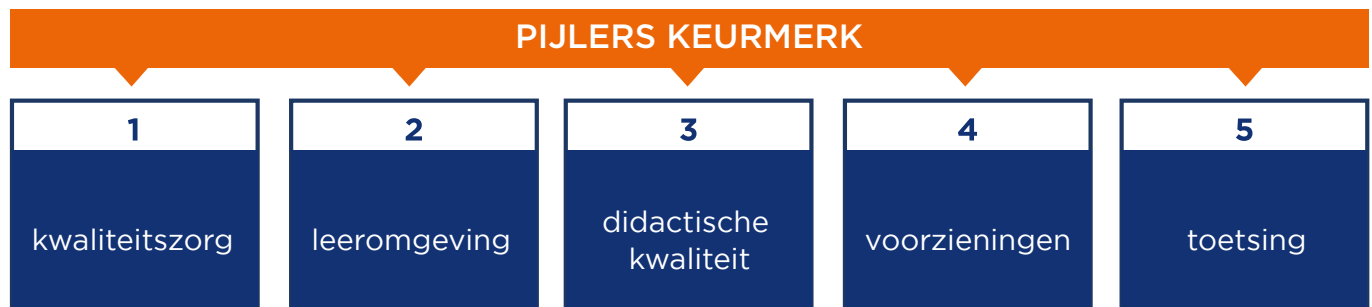 PIJLERS KEURMERK
1
kwaliteitszorg
2
leeromgeving
3
didactische
kwaliteit
4
voorzieningen
5
toetsing